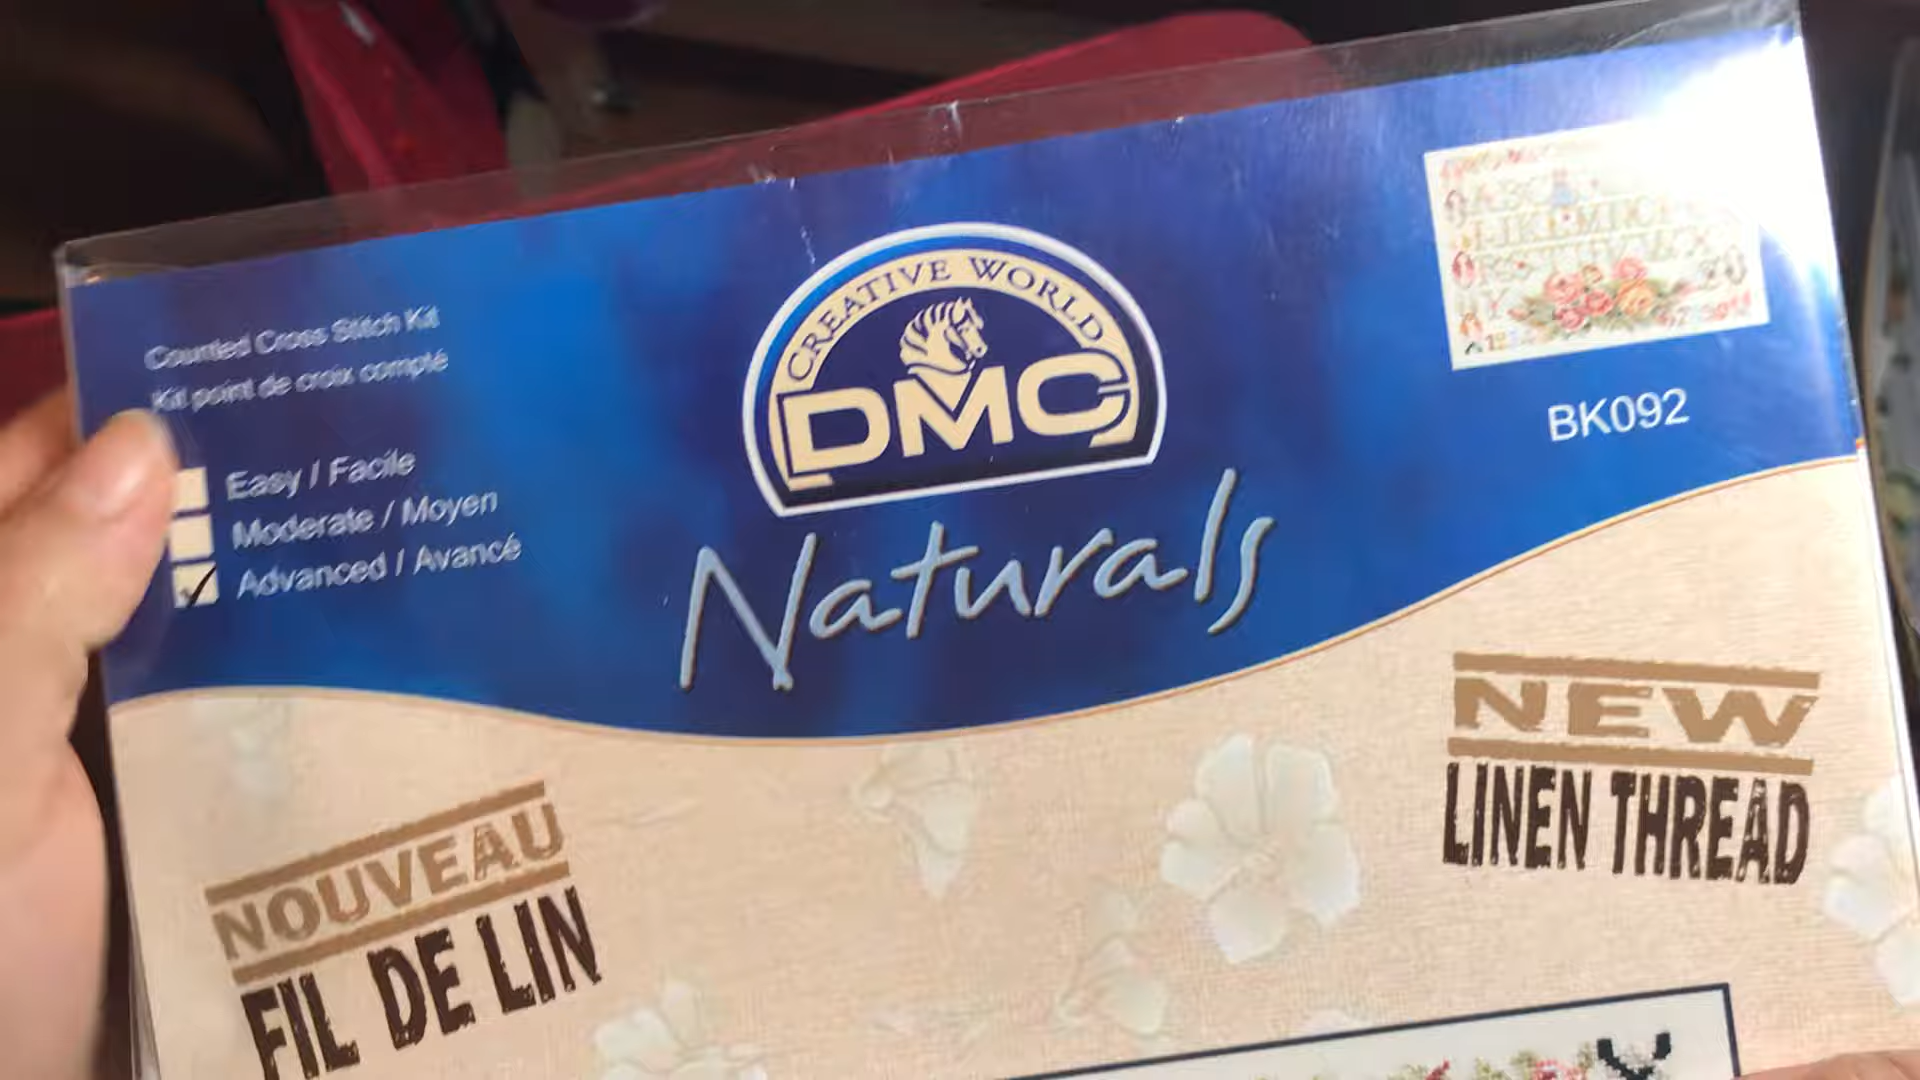 Counted Cross Stitch Kit
Kit point de croix compté
Easy / Facile
Moderate / Moyen
Advanced / Avancé
CREATIVE WORLD
DMC
Naturals
BK092
NEW
LINEN THREAD
NOUVEAU
FIL DE LIN